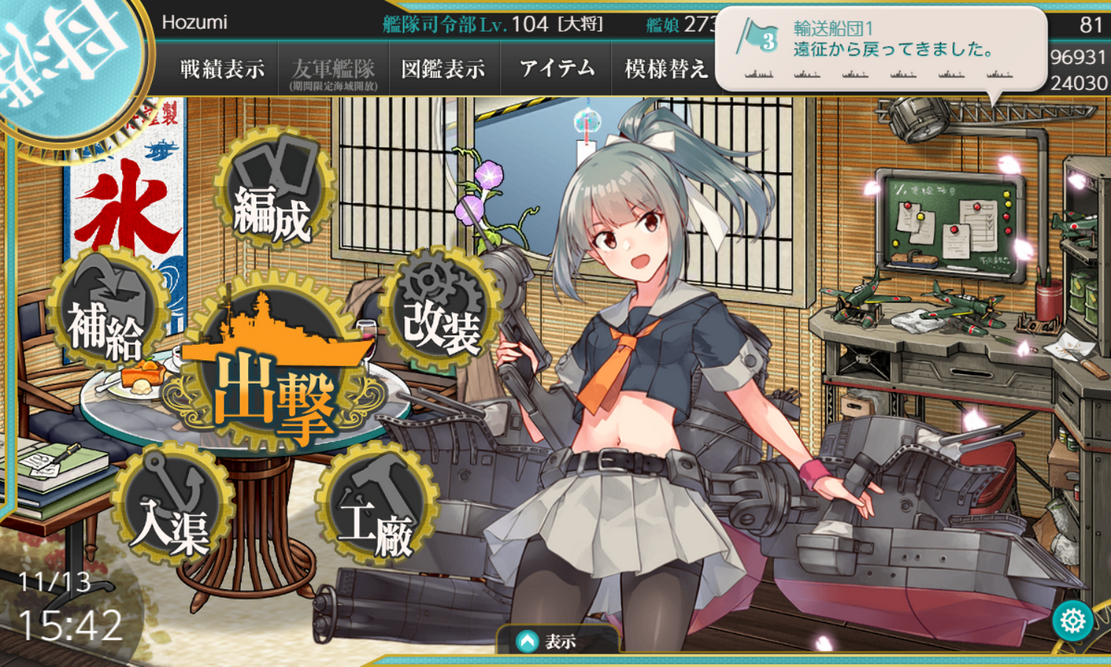 母港
Hozumi
艦隊司令部Lv.104 [大将]
艦娘 273
81
戦績表示
友軍艦隊
(期間限定海域開放)
図鑑表示
アイテム
模様替え
3
輸送船団1
遠征から戻ってきました。
96931
24030
氷
編成
補給
出撃
改装
入渠
工廠
11/13
15:42
表示